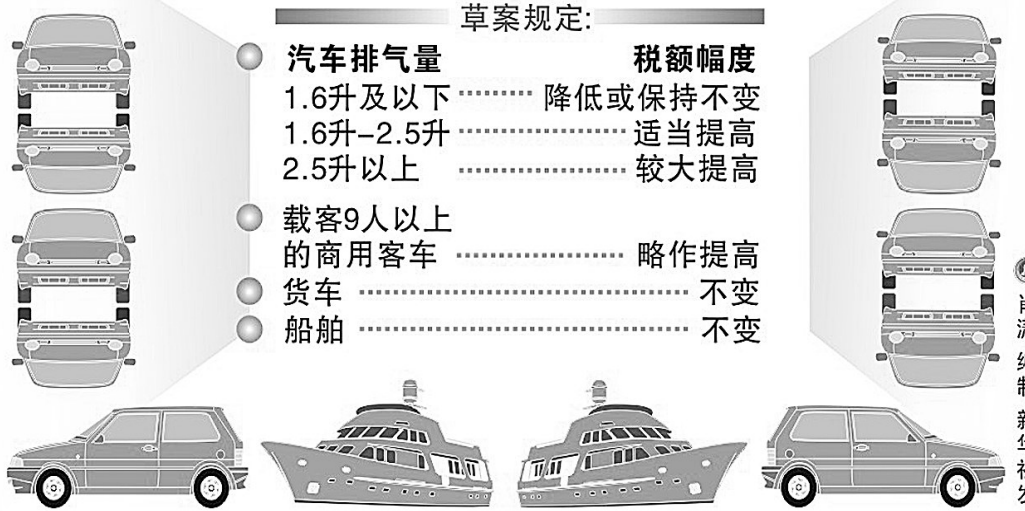 草案规定:
汽车排气量 税额幅度
1.6升及以下 降低或保持不变
1.6升-2.5升 适当提高
2.5升以上 较大提高
载客9人以上
的商用客车 略作提高
货车 不变
船舶 不变